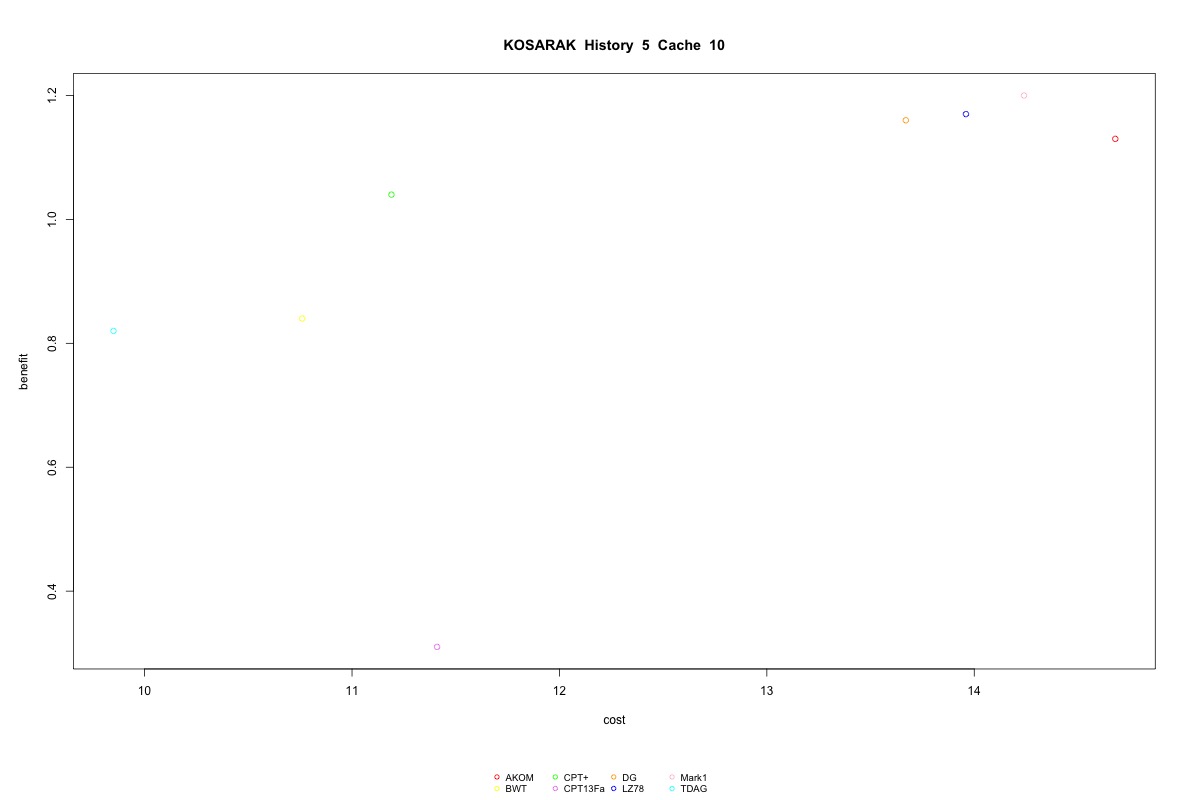 KOSARAK History 5 Cache 10
1.2
1.0
0.8
0.6
0.4
benefit
10 11 12 13 14
cost
AKOM CPT+ DG Mark1
BWT CPT13Fa LZ78 TDAG